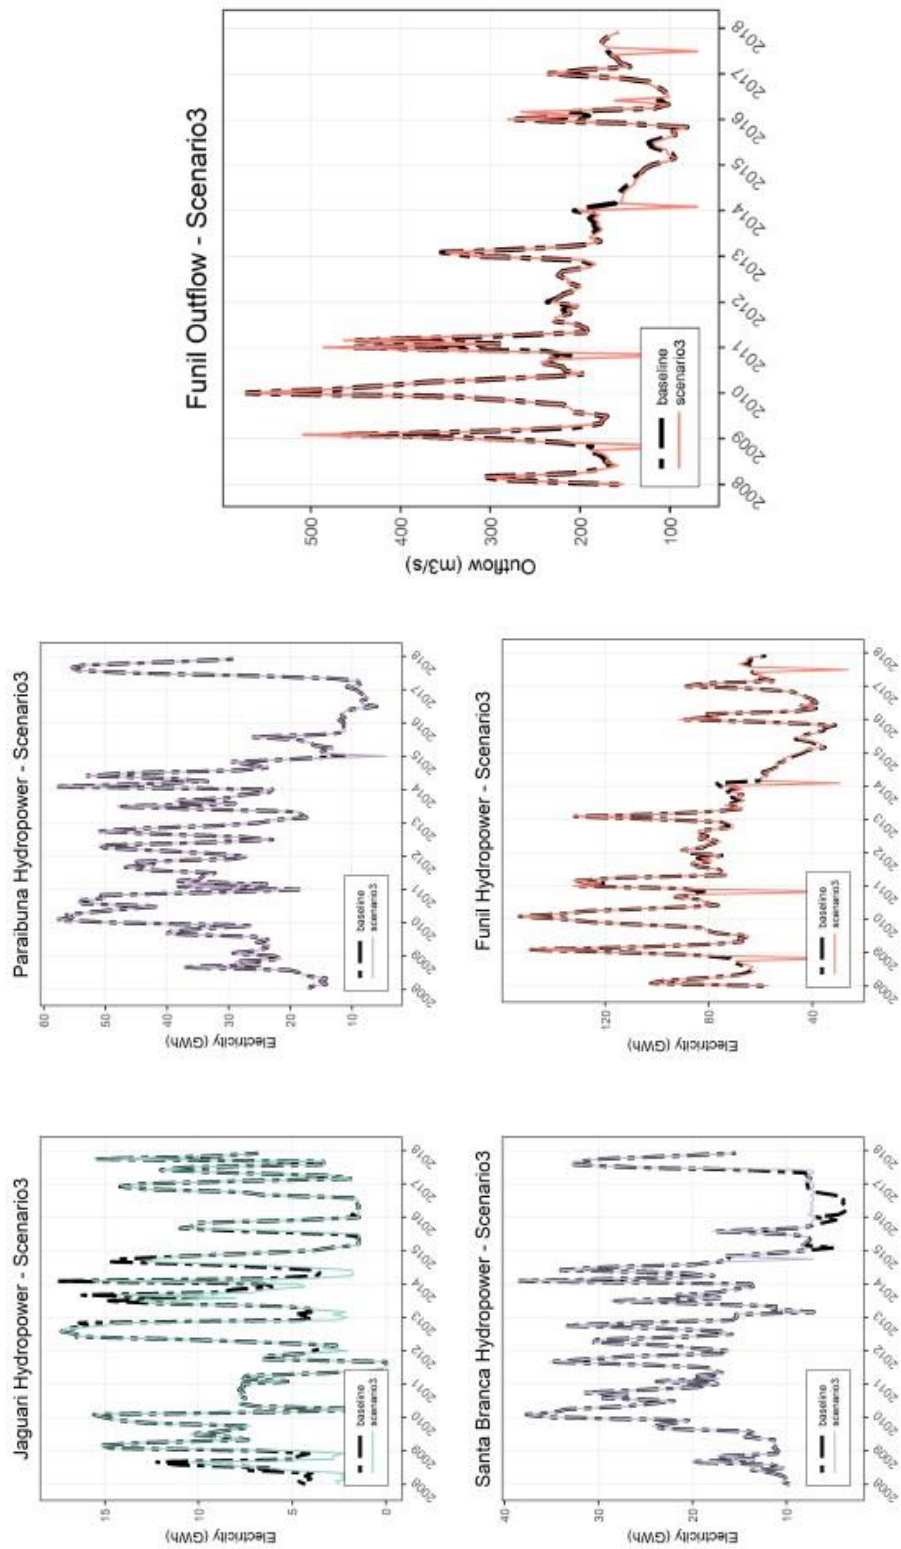 Jaguari Hydropower - Scenario3
Electricity (GWh)
15
10
5
0
baseline
scenario3
2008 2009 2010 2011 2012 2013 2014 2015 2016 2017 2018
Paraibuna Hydropower - Scenario3
Electricity (GWh)
60
50
40
30
20
10
baseline
scenario3
2008 2009 2010 2011 2012 2013 2014 2015 2016 2017 2018
Santa Branca Hydropower - Scenario3
Electricity (GWh)
40
30
20
10
baseline
scenario3
2008 2009 2010 2011 2012 2013 2014 2015 2016 2017 2018
Funil Hydropower - Scenario3
Electricity (GWh)
120
80
40
baseline
scenario3
2008 2009 2010 2011 2012 2013 2014 2015 2016 2017 2018
Funil Outflow - Scenario3
Outflow (m3/s)
500
400
300
200
100
baseline
scenario3
2008 2009 2010 2011 2012 2013 2014 2015 2016 2017 2018